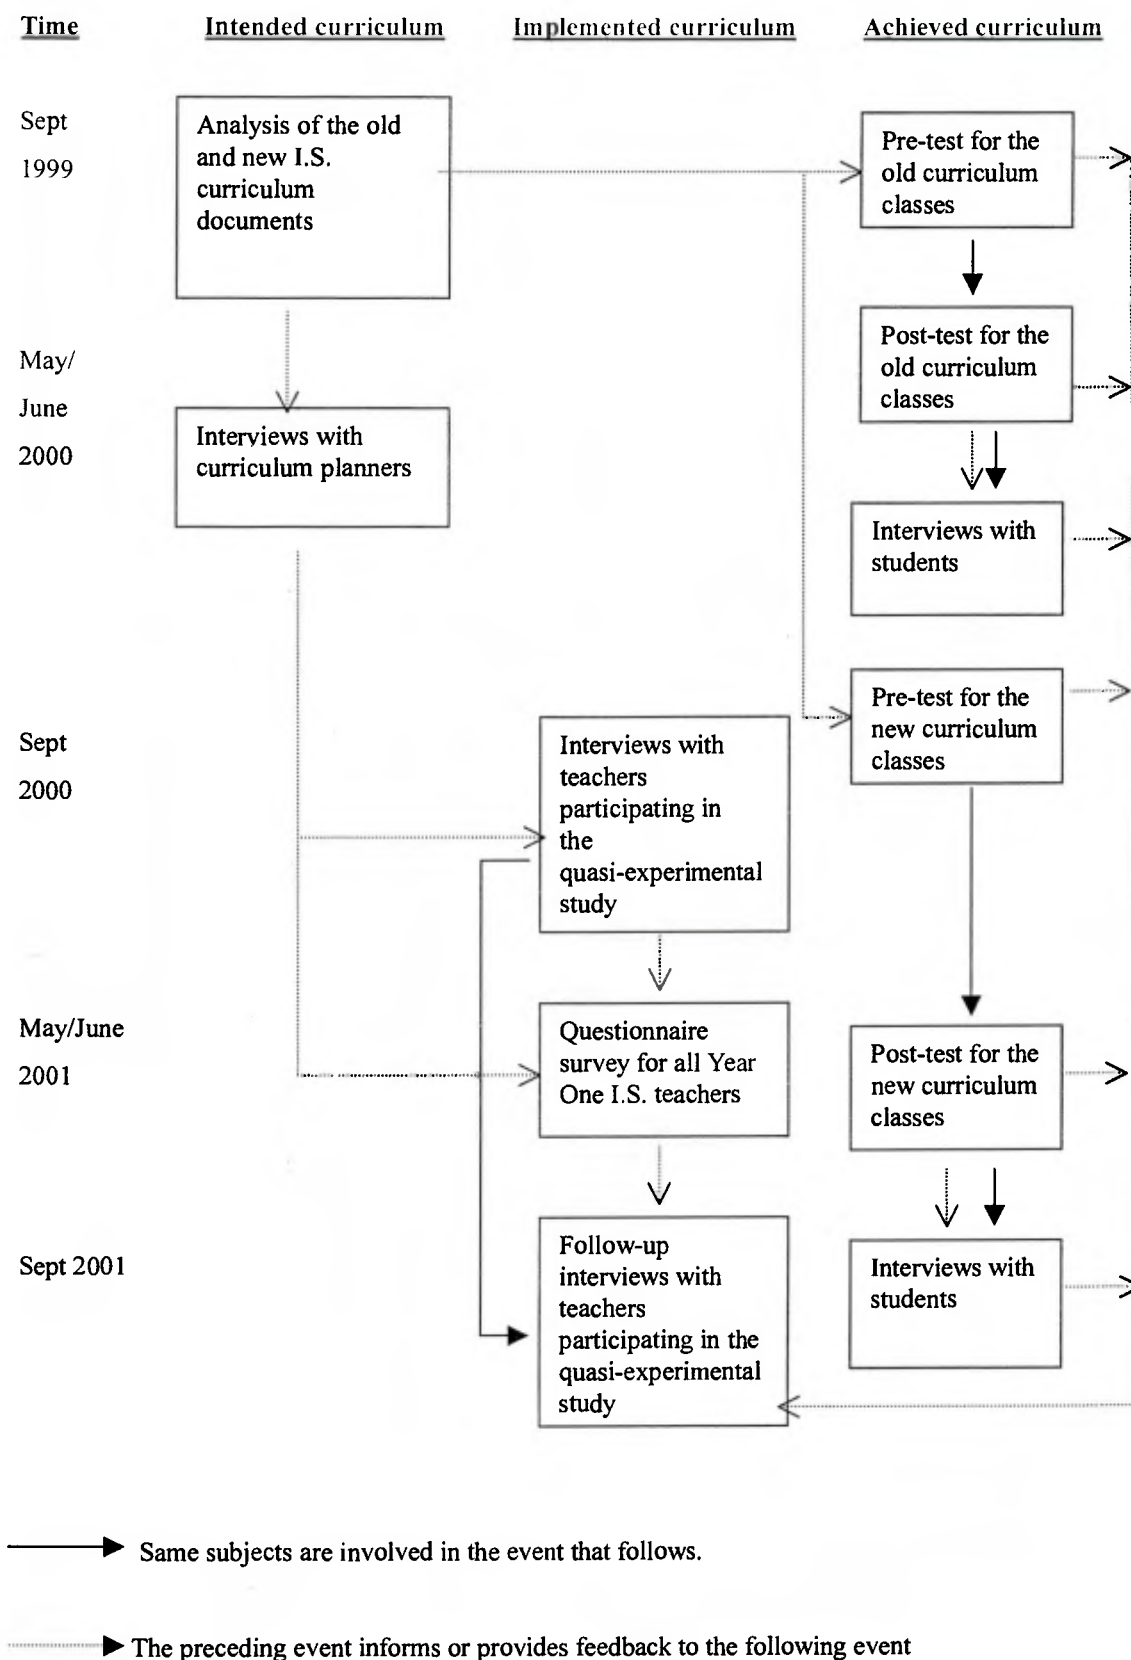 Time
Intended curriculum
Implemented curriculum
Achieved curriculum
Sept
1999
Analysis of the old
and new I.S.
curriculum
documents
Pre-test for the
old curriculum
classes
Post-test for the
old curriculum
classes
May/
June
2000
Interviews with
curriculum planners
Interviews with
students
Pre-test for the
new curriculum
classes
Sept
2000
Interviews with
teachers
participating in
the
quasi-experimental
study
May/June
2001
Questionnaire
survey for all Year
One I.S. teachers
Post-test for the
new curriculum
classes
Sept 2001
Follow-up
interviews with
teachers
participating in the
quasi-experimental
study
Interviews with
students
Same subjects are involved in the event that follows.
The preceding event informs or provides feedback to the following event